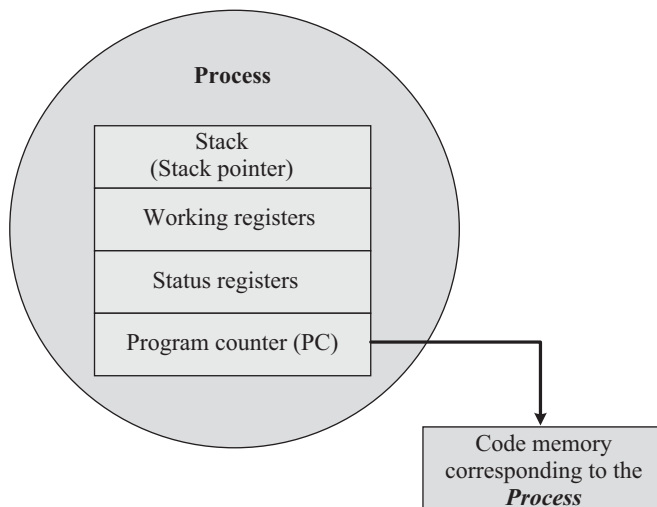 Process
Stack
(Stack pointer)
Working registers
Status registers
Program counter (PC)
Code memory
corresponding to the
Process